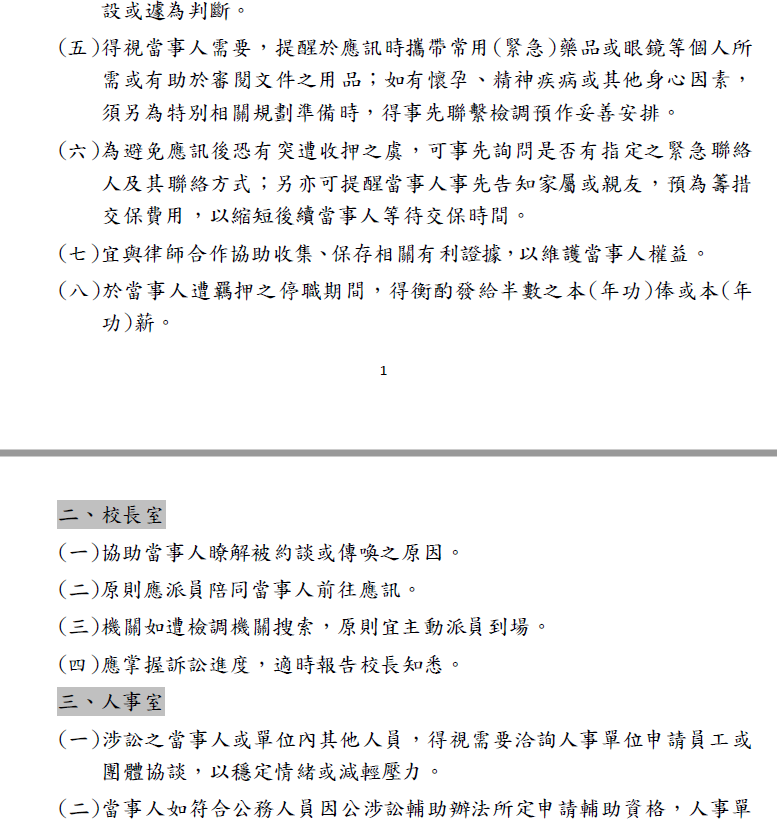 設或遽為判斷。
(五)得視當事人需要，提醒於應訊時攜帶常用(緊急)藥品或眼鏡等個人所
需或有助於審閱文件之用品；如有懷孕、精神疾病或其他身心因素，
須另為特別相關規劃準備時，得事先聯繫檢調預作妥善安排。
(六)為避免應訊後恐有突遭收押之虞，可事先詢問是否有指定之緊急聯絡
人及其聯絡方式；另亦可提醒當事人事先告知家屬或親友，預為籌措
交保費用，以縮短後續當事人等待交保時間。
(七)宜與律師合作協助收集、保存相關有利證據，以維護當事人權益。
(八)於當事人遭羈押之停職期間，得衡酌發給半數之本(年功)俸或本(年
功)薪。
1
二、校長室
(一)協助當事人瞭解被約談或傳喚之原因。
(二)原則應派員陪同當事人前往應訊。
(三)機關如遭檢調機關搜索，原則宜主動派員到場。
(四)應掌握訴訟進度，適時報告校長知悉。
三、人事室
(一)涉訟之當事人或單位內其他人員，得視需要洽詢人事單位申請員工或
團體協談，以穩定情緒或減輕壓力。
(二)當事人如符合公務人員因公涉訟輔助辦法所定申請輔助資格，人事單